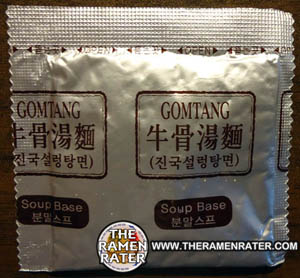 OPEN OPEN
GOMTANG GOMTANG
牛骨湯麵 牛骨湯麵
(진국설렁탕면) (진국설렁탕면)
Soup Base Soup Base
분말스프 분말스프
THE
RAMEN
RATER
WWW.THERAMENRATER.COM